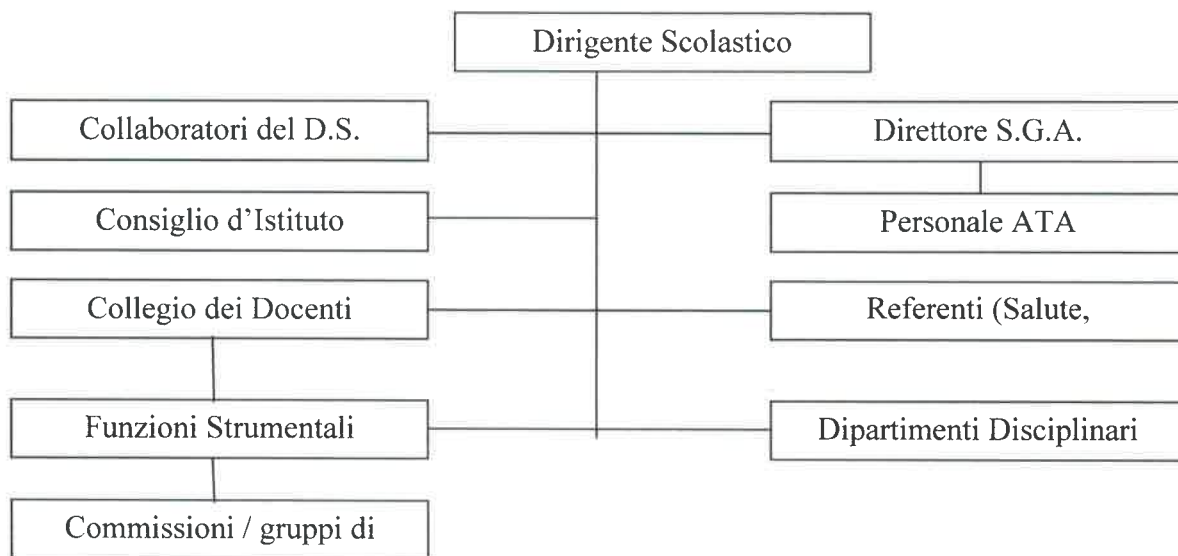 Dirigente Scolastico
Collaboratori del D.S.
Direttore S.G.A.
Consiglio d'Istituto
Personale ATA
Collegio dei Docenti
Referenti (Salute,
Funzioni Strumentali
Dipartimenti Disciplinari
Commissioni / gruppi di